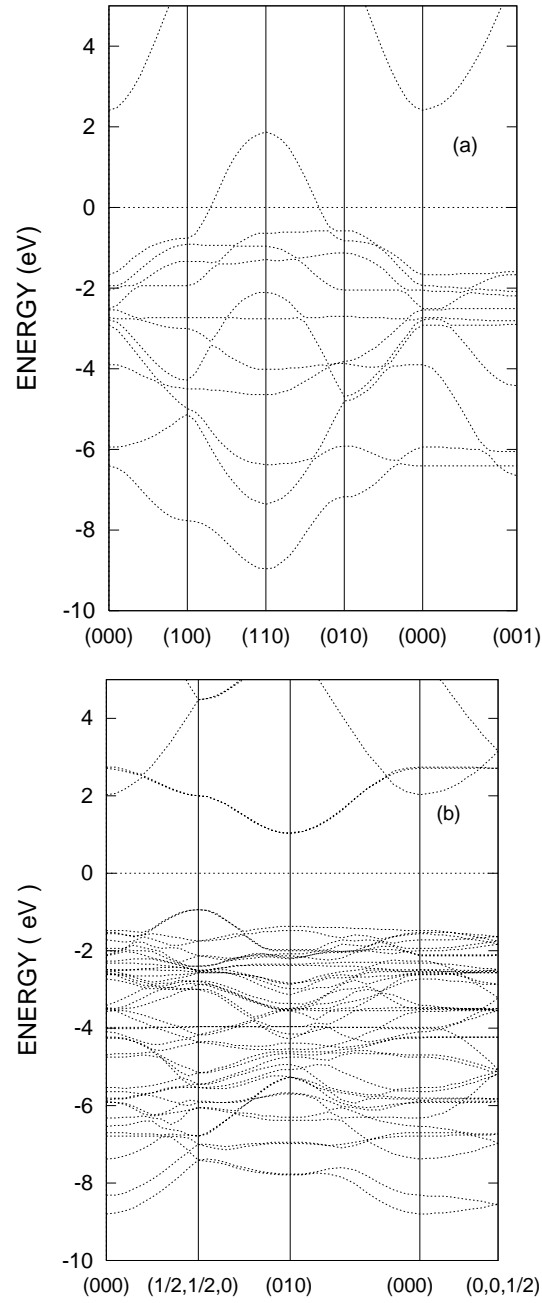 4
2
0
-2
-4
-6
-8
-10
ENERGY (eV)
(a)
(000) (100) (110) (010) (000) (001)
4
2
0
-2
-4
-6
-8
-10
ENERGY ( eV )
(b)
(000) (1/2,1/2,0) (010) (000) (0,0,1/2)